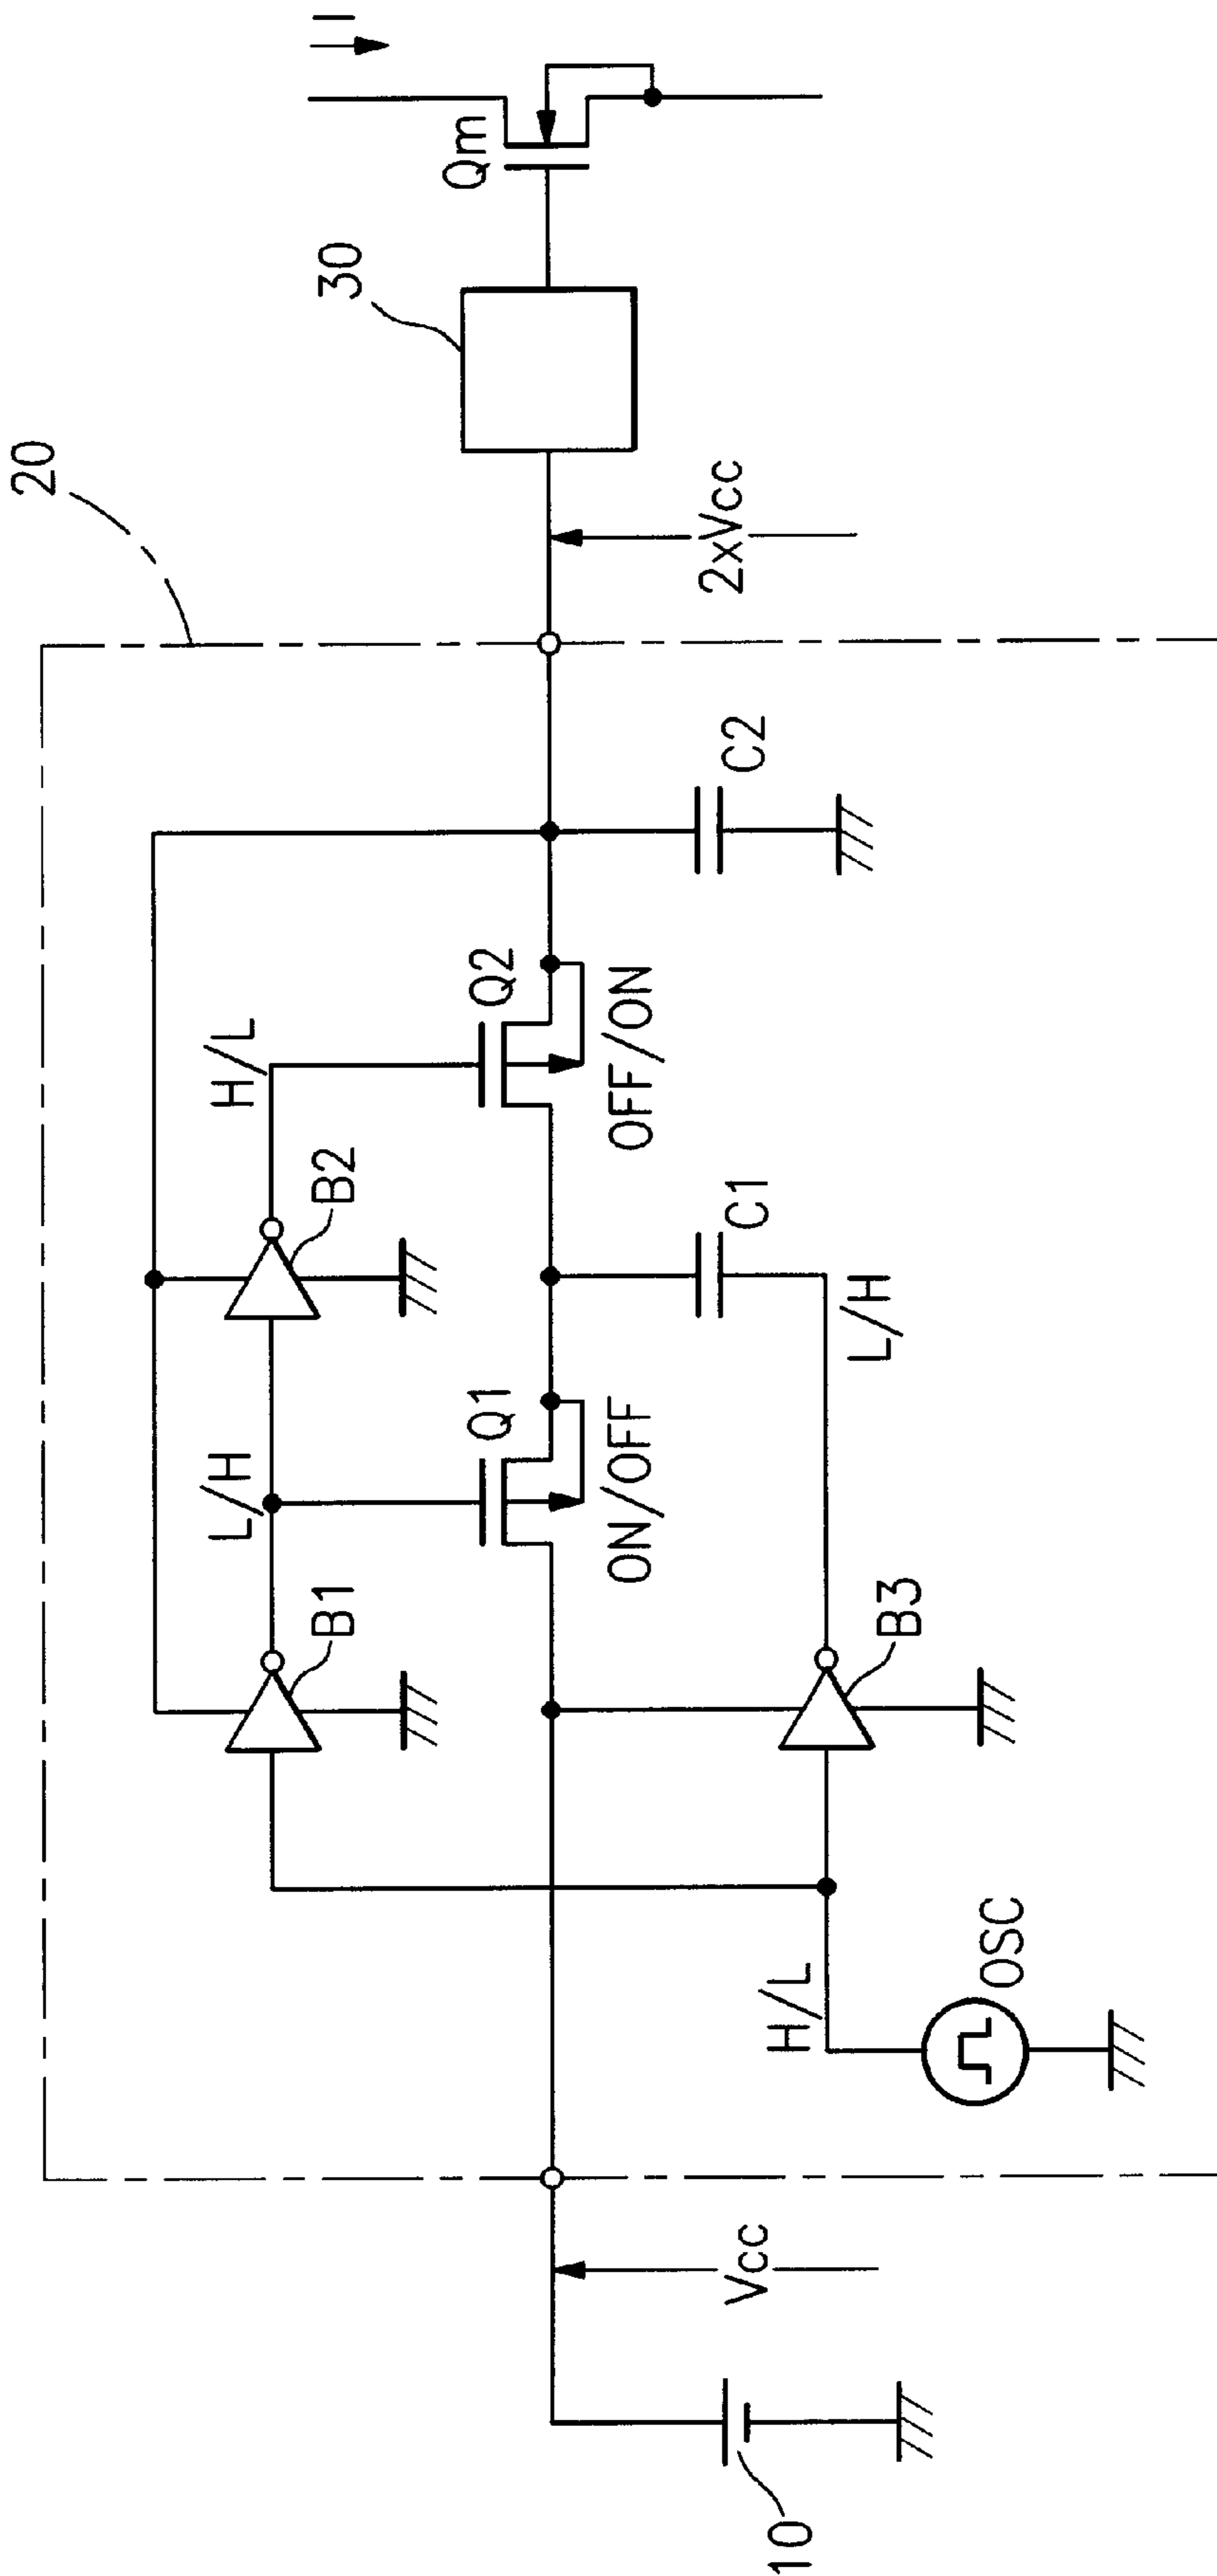 20
30
I
Qm
H/L
B2
L/H
B1
Q1
Q2
ON/OFF
OFF/ON
C2
2xVcc
C1
L/H
B3
H/L
OSC
Vcc
10